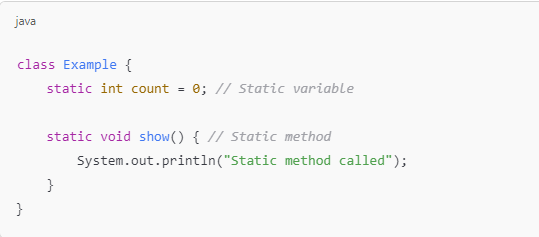 java
class Example {
    static int count = 0; // Static variable
    static void show() { // Static method
        System.out.println("Static method called");
    }
}